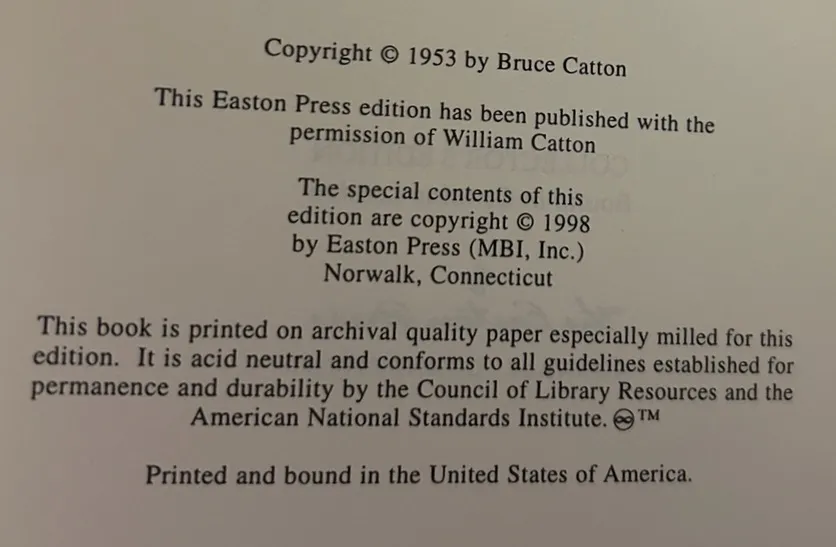 Copyright © 1953 by Bruce Catton
This Easton Press edition has been published with the
permission of William Catton
The special contents of this
edition are copyright © 1998
by Easton Press (MBI, Inc.)
Norwalk, Connecticut
This book is printed on archival quality paper especially milled for this
edition. It is acid neutral and conforms to all guidelines established for
permanence and durability by the Council of Library Resources and the
American National Standards Institute. ♾™
Printed and bound in the United States of America.